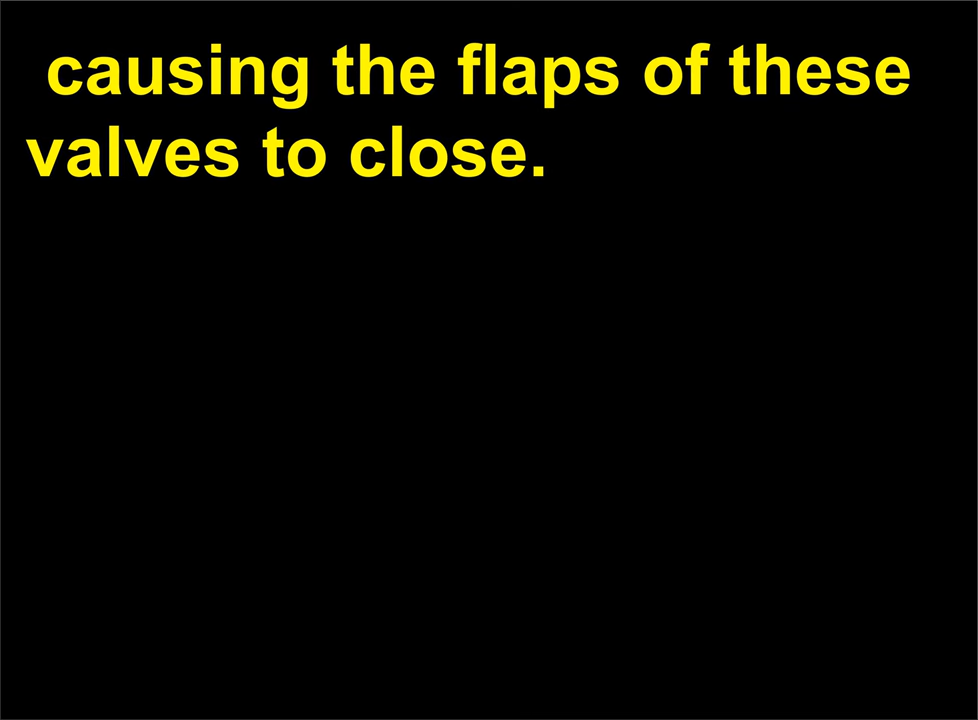 causing the flaps of these
valves to close.